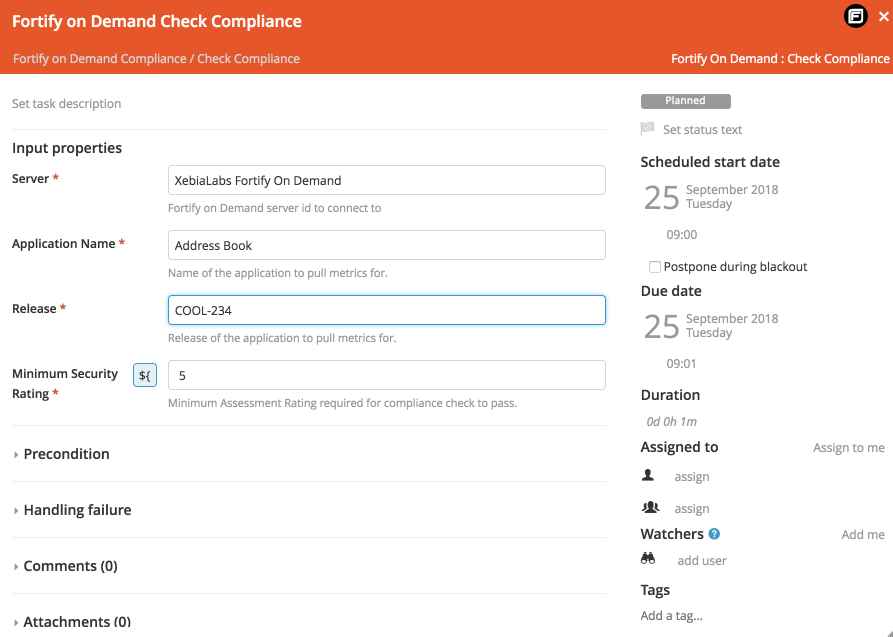 Fortify on Demand Check Compliance
Fortify on Demand Compliance / Check Compliance
Fortify On Demand : Check Compliance
Set task description
Input properties
Server *
XebiaLabs Fortify On Demand
Fortify on Demand server id to connect to
Application Name *
Address Book
Name of the application to pull metrics for.
Release *
COOL-234
Release of the application to pull metrics for.
Minimum Security
Rating *
${
5
Minimum Assessment Rating required for compliance check to pass.
Precondition
Handling failure
Comments (0)
Attachments (0)
Planned
Set status text
Scheduled start date
25
September 2018
Tuesday
09:00
Postpone during blackout
Due date
25
September 2018
Tuesday
09:01
Duration
0d 0h 1m
Assigned to
Assign to me
assign
assign
Watchers ?
Add me
add user
Tags
Add a tag...